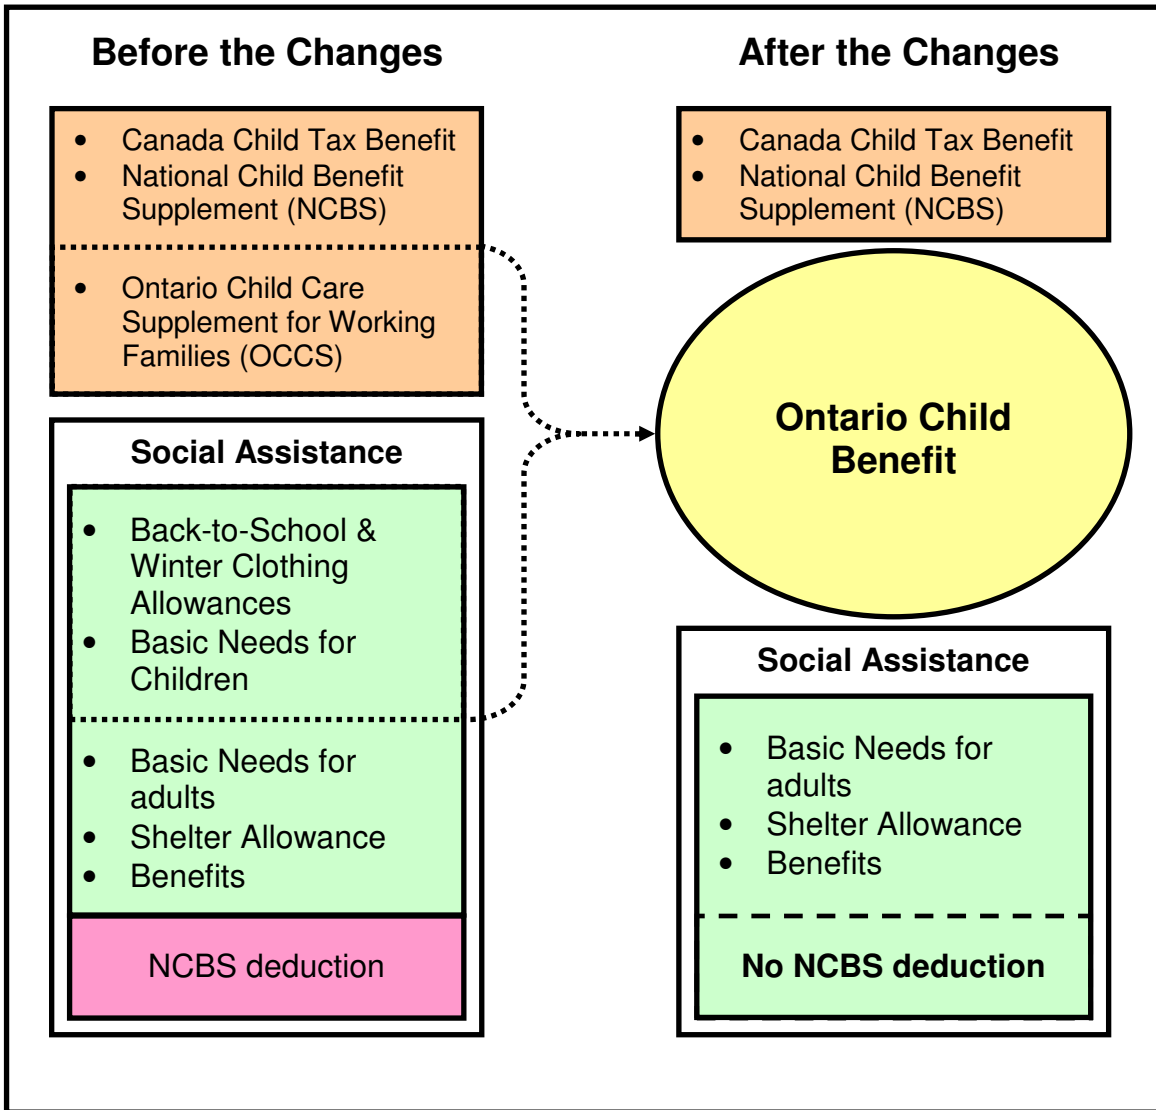 Before the Changes
• Canada Child Tax Benefit
• National Child Benefit
Supplement (NCBS)
• Ontario Child Care
Supplement for Working
Families (OCCS)
Social Assistance
• Back-to-School &
Winter Clothing
Allowances
• Basic Needs for
Children
• Basic Needs for
adults
• Shelter Allowance
• Benefits
NCBS deduction
After the Changes
• Canada Child Tax Benefit
• National Child Benefit
Supplement (NCBS)
Ontario Child
Benefit
Social Assistance
• Basic Needs for
adults
• Shelter Allowance
• Benefits
No NCBS deduction